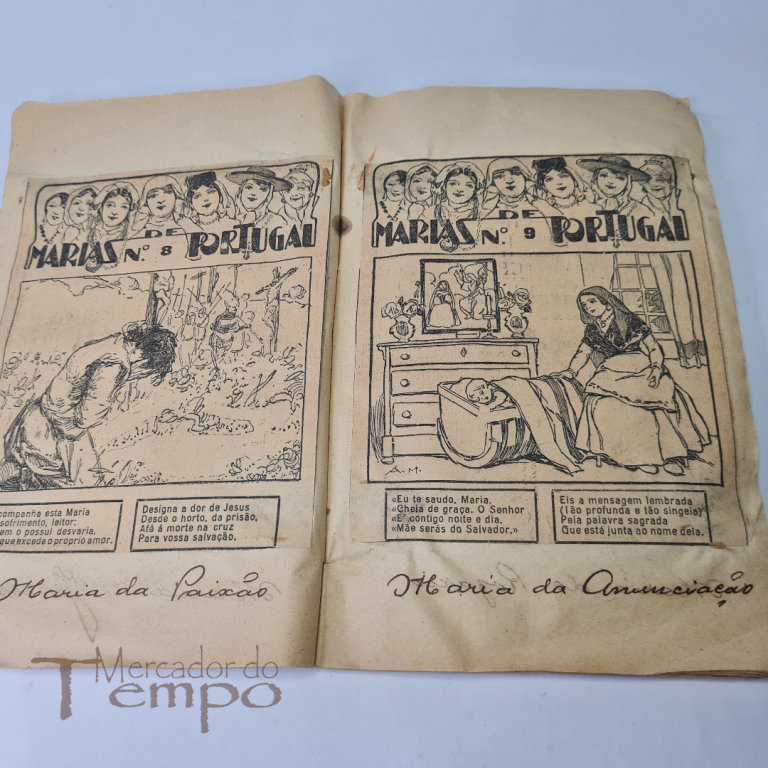 MARIAS DE PORTUGAL
Nº 8
companha esta Maria
sofrimento, leitor;
em o possui desvaria,
que excede o próprio amor.
Designa a dor de Jesus
Desde o horto, da prisão,
Até á morte na cruz
Para vossa salvação.
Maria da Paixão
MARIAS DE PORTUGAL
Nº 9
A. M.
«Eu te saudo, Maria.
«Cheia de graça. O Senhor
«E' contigo noite e dia.
«Mãe serás do Salvador.»
Eis a mensagem lembrada
(Tão profunda e tão singela)
Pela palavra sagrada
Que está junta ao nome dela.
Maria da Anunciação
Mercador do
Tempo